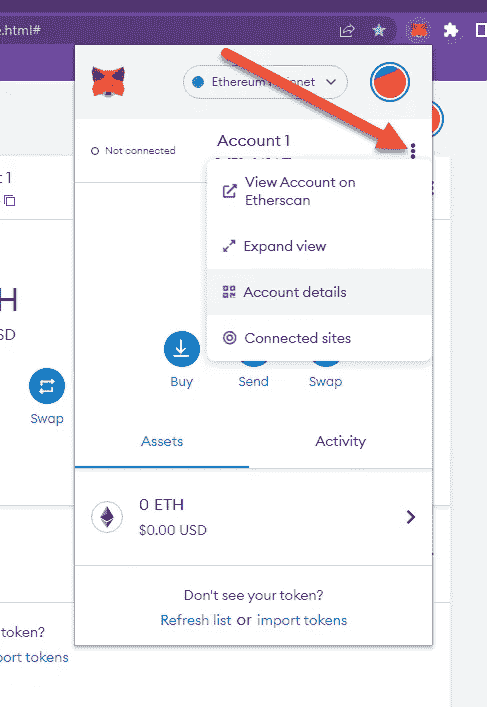 e.html#
Ethereum nnet
Account 1
Not connected
View Account on
Etherscan
Expand view
Account details
Connected sites
Buy Send Swap
Assets Activity
0 ETH
$0.00 USD
Don't see your token?
Refresh list or import tokens
t 1
H
SD
Swap
token?
port tokens